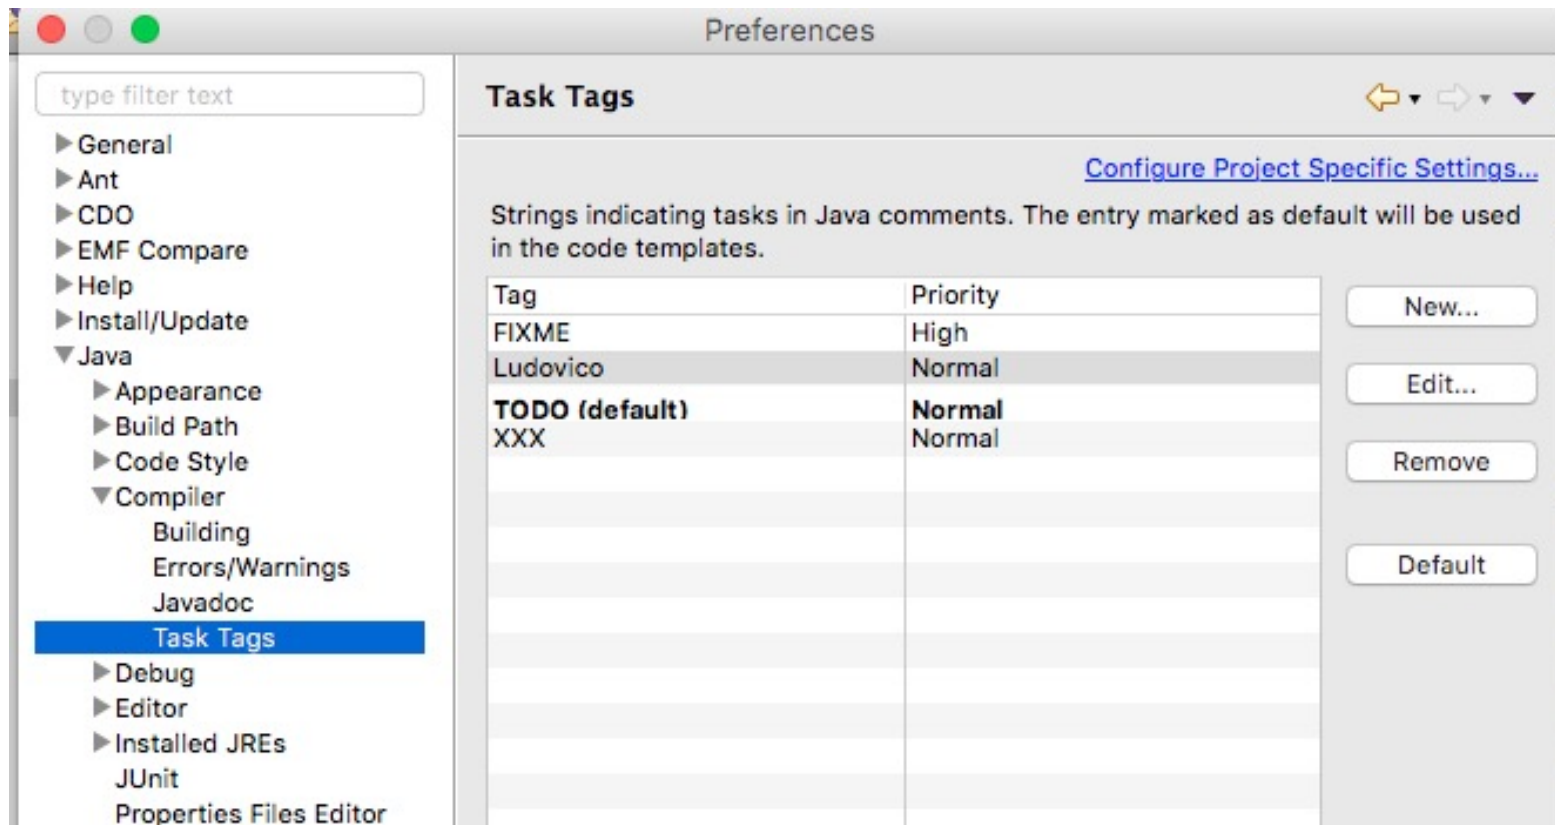 Preferences
type filter text
General
Ant
CDO
EMF Compare
Help
Install/Update
Java
Appearance
Build Path
Code Style
Compiler
Building
Errors/Warnings
Javadoc
Task Tags
Debug
Editor
Installed JREs
JUnit
Properties Files Editor
Task Tags
Configure Project Specific Settings...
Strings indicating tasks in Java comments. The entry marked as default will be used
in the code templates.
Tag Priority
FIXME High
Ludovico Normal
TODO (default) Normal
XXX Normal
New...
Edit...
Remove
Default